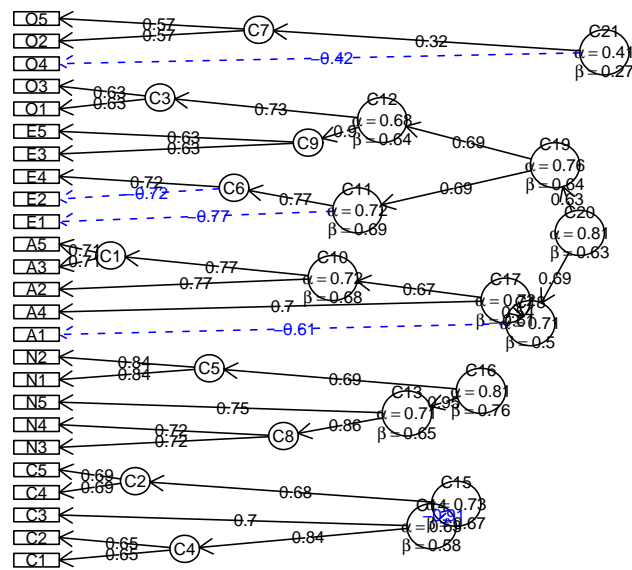 O5
O2
O4
O3
O1
E5
E3
E4
E2
E1
A5
A3
A2
A4
A1
N2
N1
N5
N4
N3
C5
C4
C3
C2
C1
0.57
0.57
C7
0.32
C21
α = 0.41
β = 0.27
−0.42
0.63
0.63
C3
0.73
C12
α = 0.68
β = 0.64
0.63
0.63
C9
0.69
C19
α = 0.76
β = 0.64
0.72
−0.72
C6
0.77
C11
α = 0.72
β = 0.69
0.69
−0.77
0.63
C20
α = 0.81
β = 0.63
0.71
0.71
C1
0.77
C10
α = 0.72
β = 0.68
0.77
0.67
C17
0.69
0.7
−0.61
0.71
β = 0.5
0.84
0.84
C5
0.69
C16
α = 0.81
β = 0.76
0.75
C13
α = 0.71
β = 0.65
0.72
0.72
C8
0.86
0.69
0.69
C2
0.68
C15
0.73
0.67
0.7
β = 0.58
0.65
0.65
C4
0.84